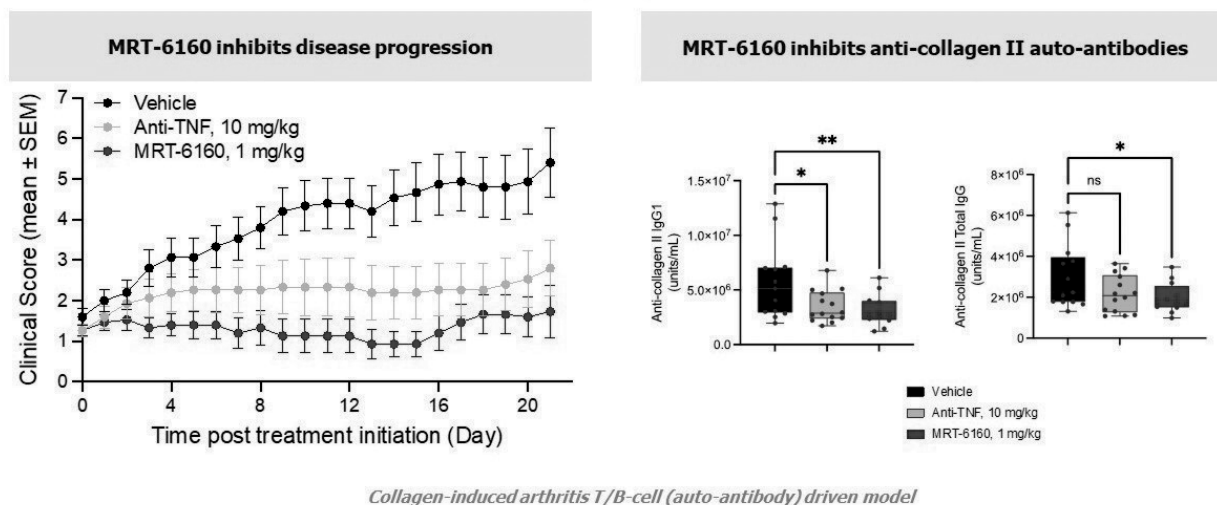 MRT-6160 inhibits disease progression
Clinical Score (mean ± SEM)
7
6
5
4
3
2
1
0
Vehicle
Anti-TNF, 10 mg/kg
MRT-6160, 1 mg/kg
0 4 8 12 16 20
Time post treatment initiation (Day)
MRT-6160 inhibits anti-collagen II auto-antibodies
Anti-collagen II IgG1
(units/mL)
1.5×10⁷
1.0×10⁷
5.0×10⁶
0.0
**
*
Anti-collagen II Total IgG
(units/mL)
8×10⁶
6×10⁶
4×10⁶
2×10⁶
0
*
ns
Vehicle
Anti-TNF, 10 mg/kg
MRT-6160, 1 mg/kg
Collagen-induced arthritis T/B-cell (auto-antibody) driven model